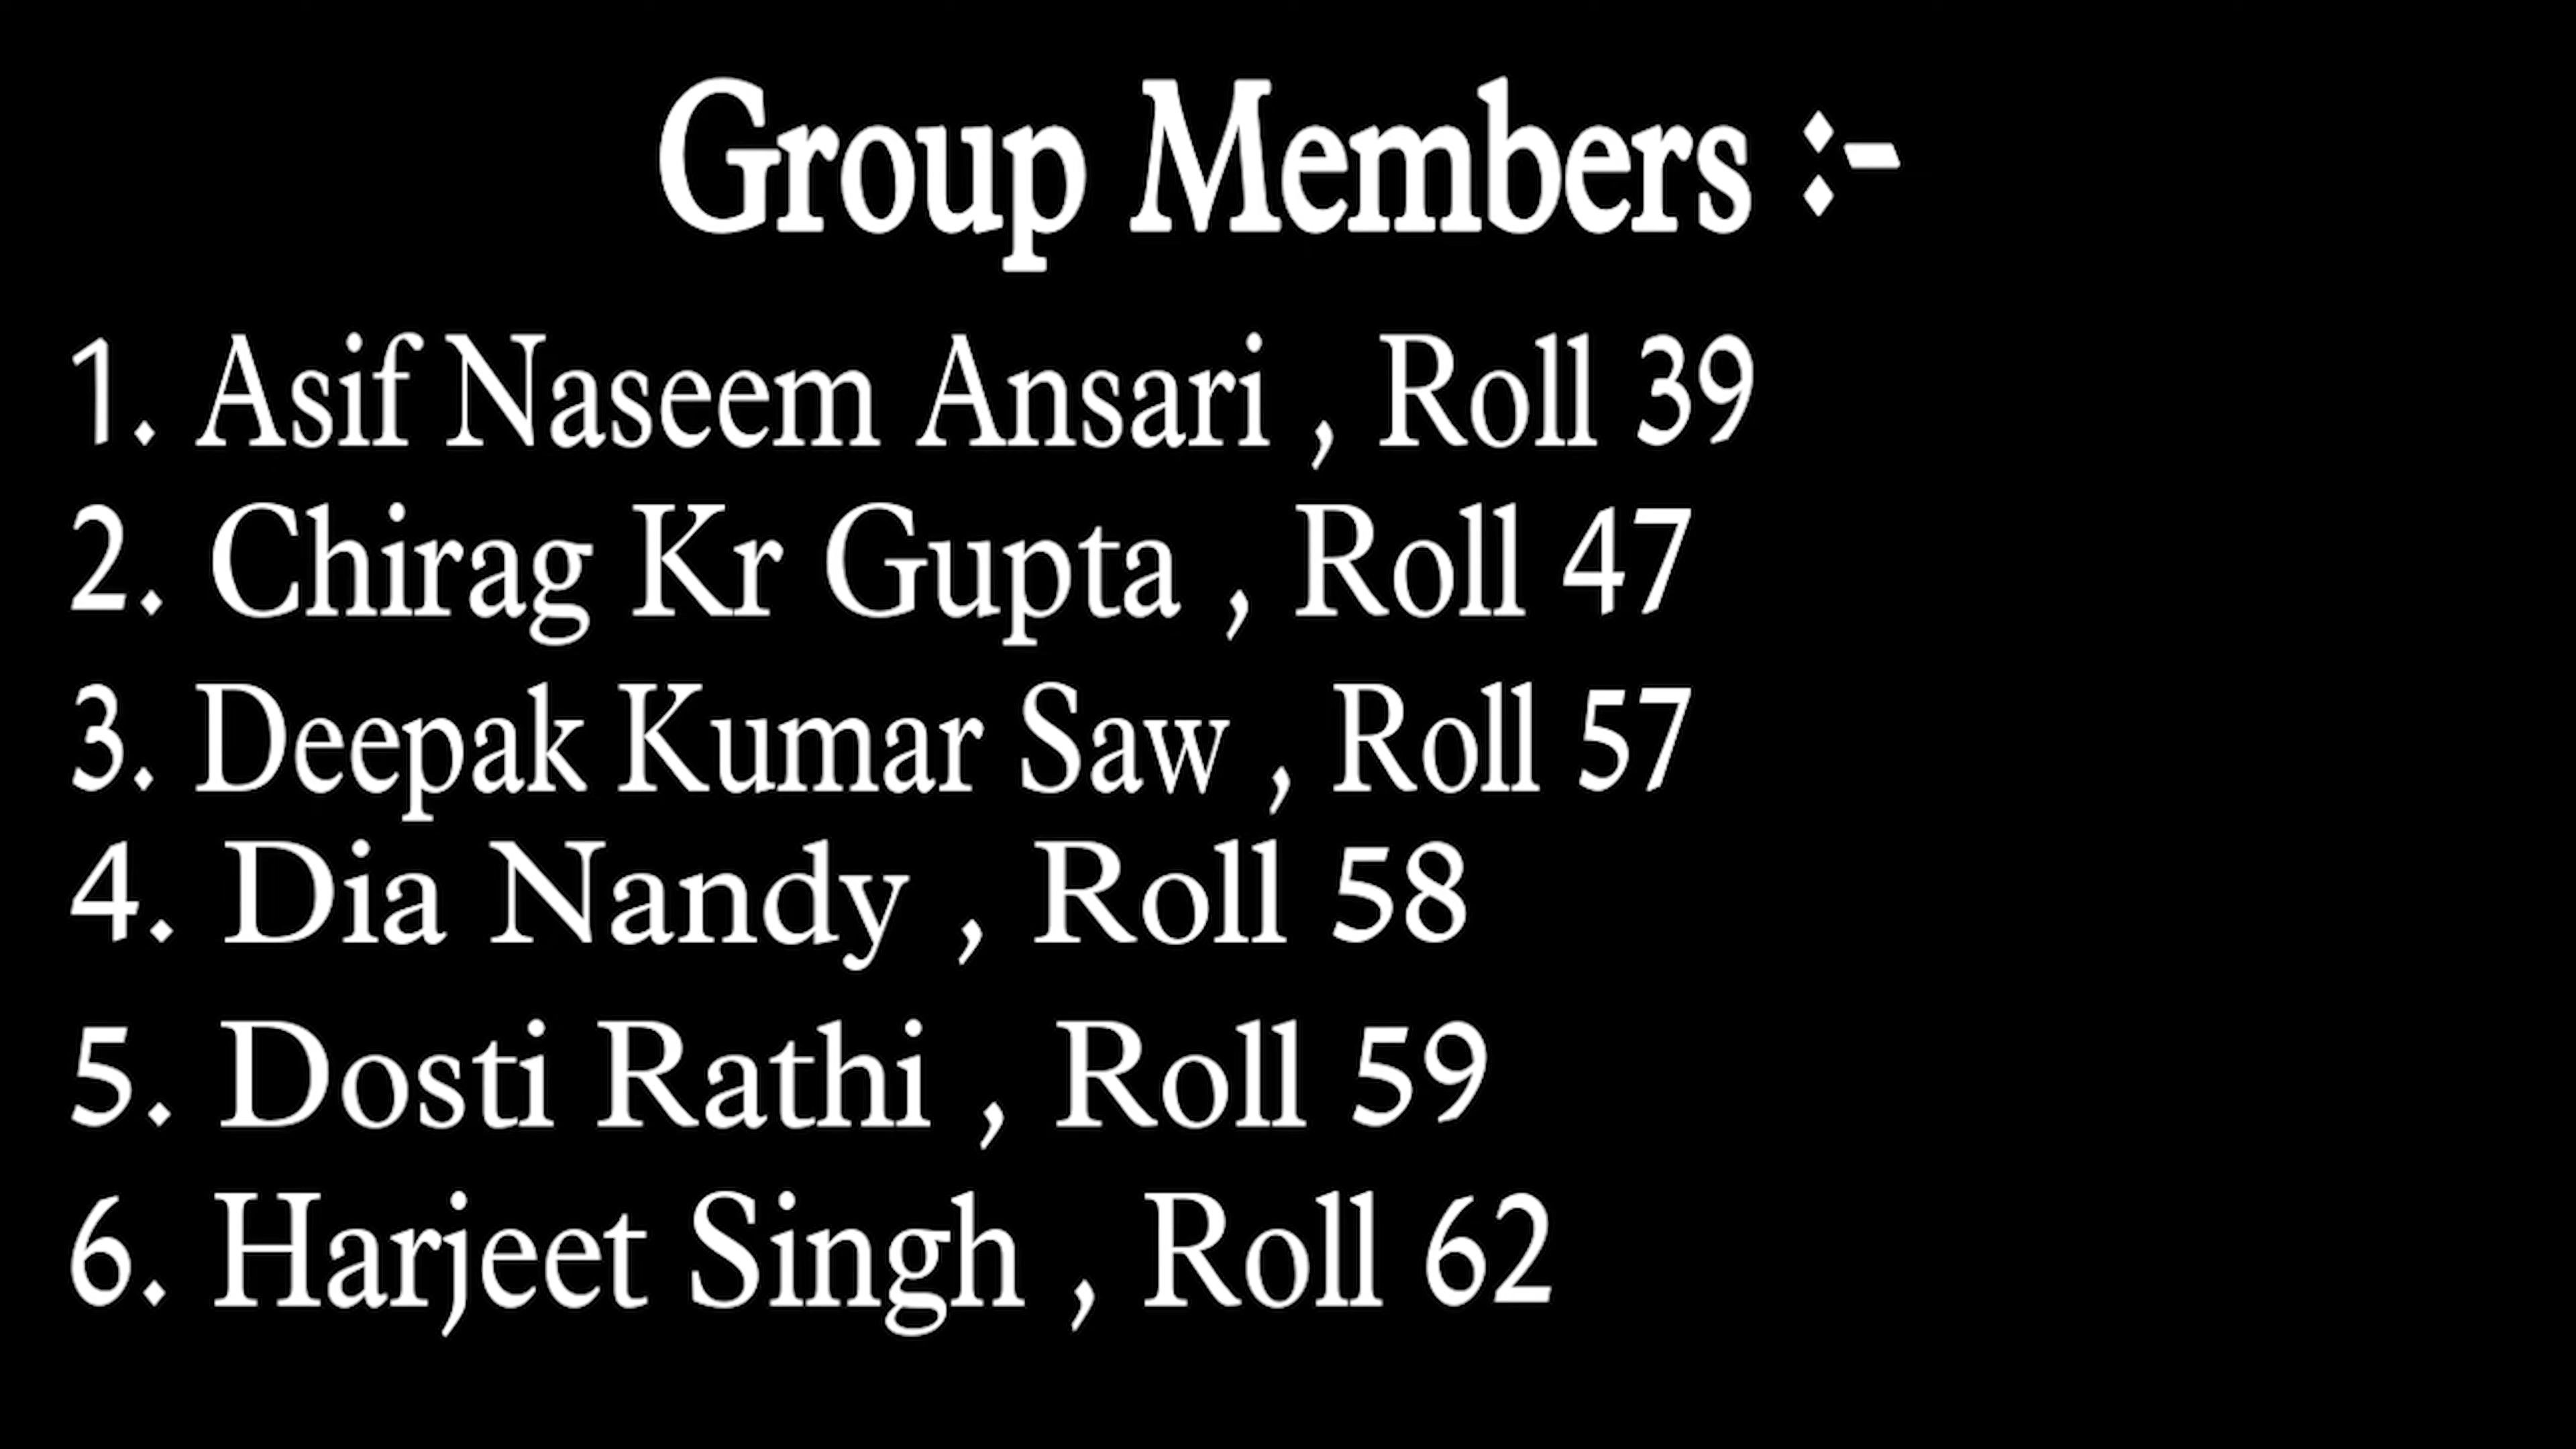 Group Members :-
1. Asif Naseem Ansari , Roll 39
2. Chirag Kr Gupta , Roll 47
3. Deepak Kumar Saw , Roll 57
4. Dia Nandy , Roll 58
5. Dosti Rathi , Roll 59
6. Harjeet Singh , Roll 62